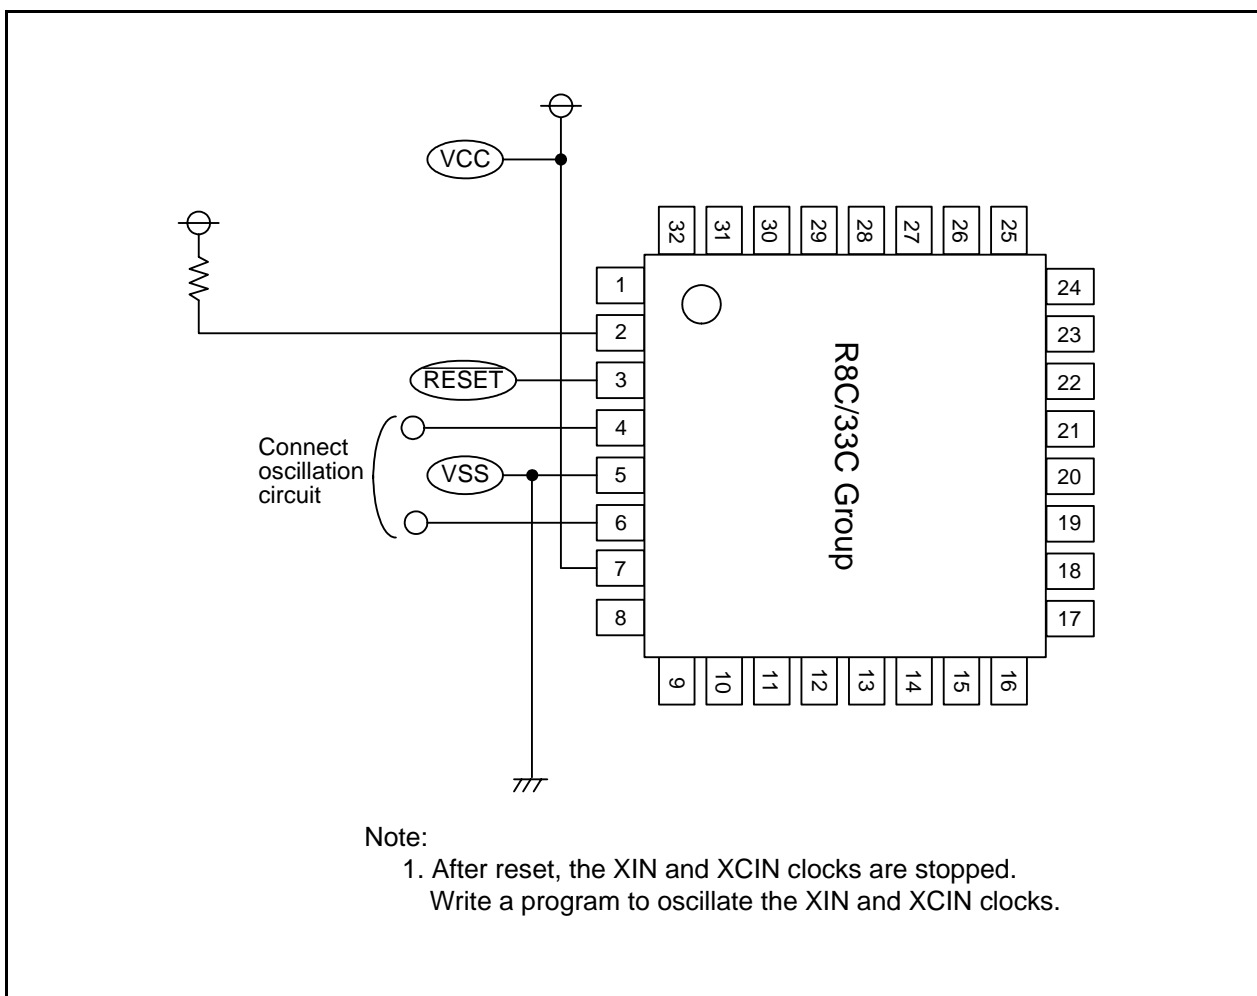 VCC
32 31 30 29 28 27 26 25
1
2
3
4
5
6
7
8
24
23
22
21
20
19
18
17
RESET
Connect
oscillation
circuit
VSS
R8C/33C Group
9 10 11 12 13 14 15 16
Note:
1. After reset, the XIN and XCIN clocks are stopped.
Write a program to oscillate the XIN and XCIN clocks.